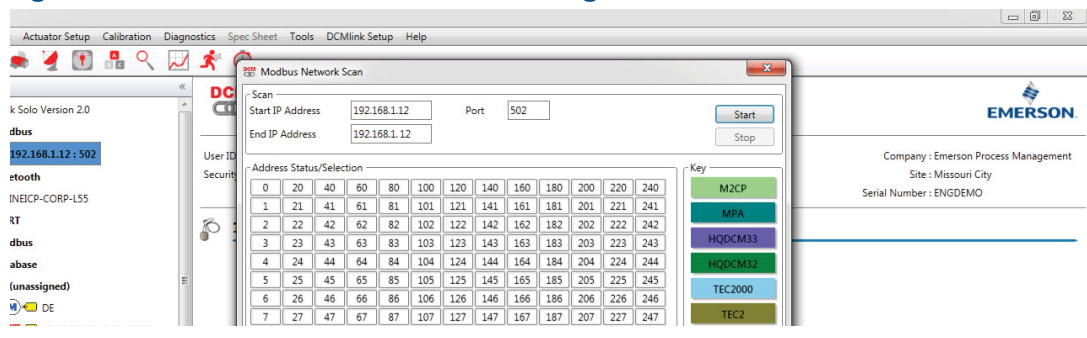 Actuator Setup Calibration Diagnostics Spec Sheet Tools DCMlink Setup Help
Modbus Network Scan
Scan
Start IP Address 192.168.1.12 Port 502 Start
End IP Address 192.168.1.12 Stop
k Solo Version 2.0
dbus
192.168.1.12 : 502
etooth
INEICP-CORP-L55
RT
dbus
abase
(unassigned)
DE
DC
User ID
Security
EMERSON.
Company : Emerson Process Management
Site : Missouri City
Serial Number : ENGDEMO
Address Status/Selection
0 20 40 60 80 100 120 140 160 180 200 220 240
1 21 41 61 81 101 121 141 161 181 201 221 241
2 22 42 62 82 102 122 142 162 182 202 222 242
3 23 43 63 83 103 123 143 163 183 203 223 243
4 24 44 64 84 104 124 144 164 184 204 224 244
5 25 45 65 85 105 125 145 165 185 205 225 245
6 26 46 66 86 106 126 146 166 186 206 226 246
7 27 47 67 87 107 127 147 167 187 207 227 247
Key
M2CP
MPA
HQDCM33
HQDCM32
TEC2000
TEC2